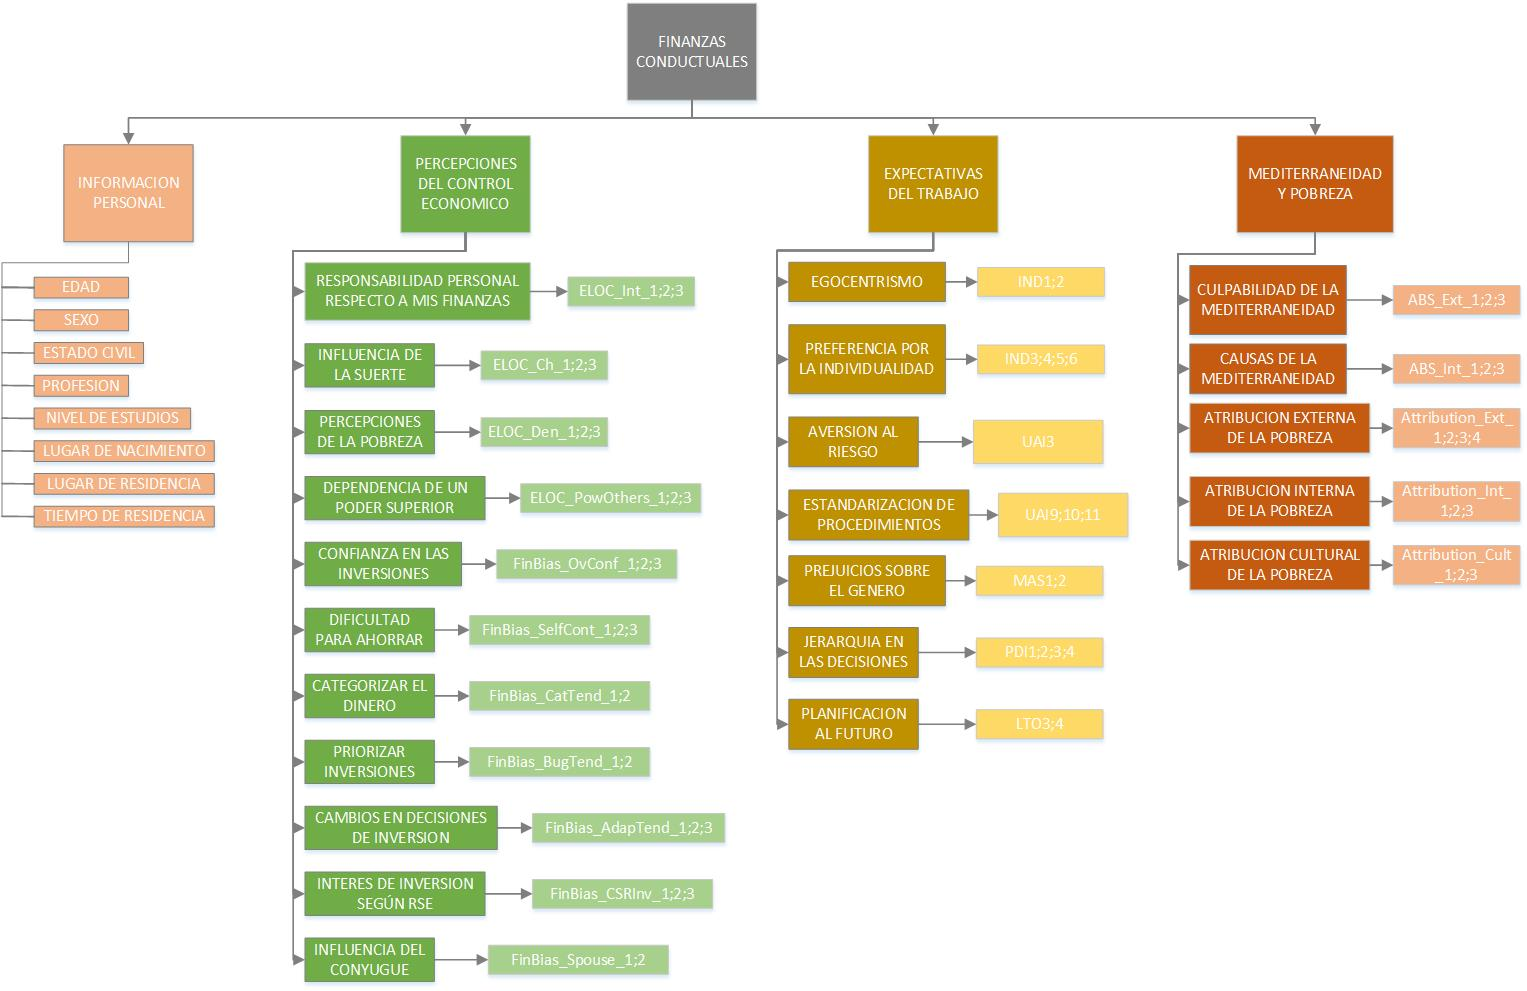 FINANZAS
CONDUCTUALES
INFORMACION
PERSONAL
EDAD
SEXO
ESTADO CIVIL
PROFESION
NIVEL DE ESTUDIOS
LUGAR DE NACIMIENTO
LUGAR DE RESIDENCIA
TIEMPO DE RESIDENCIA
PERCEPCIONES
DEL CONTROL
ECONOMICO
RESPONSABILIDAD PERSONAL
RESPECTO A MIS FINANZAS
ELOC_Int_1;2;3
INFLUENCIA DE
LA SUERTE
ELOC_Ch_1;2;3
PERCEPCIONES
DE LA POBREZA
ELOC_Den_1;2;3
DEPENDENCIA DE UN
PODER SUPERIOR
ELOC_PowOthers_1;2;3
CONFIANZA EN LAS
INVERSIONES
FinBias_OvConf_1;2;3
DIFICULTAD
PARA AHORRAR
FinBias_SelfCont_1;2;3
CATEGORIZAR EL
DINERO
FinBias_CatTend_1;2
PRIORIZAR
INVERSIONES
FinBias_BugTend_1;2
CAMBIOS EN DECISIONES
DE INVERSION
FinBias_AdapTend_1;2;3
INTERES DE INVERSION
SEGÚN RSE
FinBias_CSRInv_1;2;3
INFLUENCIA DEL
CONYUGUE
FinBias_Spouse_1;2
EXPECTATIVAS
DEL TRABAJO
EGOCENTRISMO
IND1;2
PREFERENCIA POR
LA INDIVIDUALIDAD
IND3;4;5;6
AVERSION AL
RIESGO
UAI3
ESTANDARIZACION DE
PROCEDIMIENTOS
UAI9;10;11
PREJUICIOS SOBRE
EL GENERO
MAS1;2
JERARQUIA EN
LAS DECISIONES
PDI1;2;3;4
PLANIFICACION
AL FUTURO
LTO3;4
MEDITERRANEIDAD
Y POBREZA
CULPABILIDAD DE LA
MEDITERRANEIDAD
ABS_Ext_1;2;3
CAUSAS DE LA
MEDITERRANEIDAD
ABS_Int_1;2;3
ATRIBUCION EXTERNA
DE LA POBREZA
Attribution_Ext_
1;2;3;4
ATRIBUCION INTERNA
DE LA POBREZA
Attribution_Int_
1;2;3
ATRIBUCION CULTURAL
DE LA POBREZA
Attribution_Cult
_1;2;3